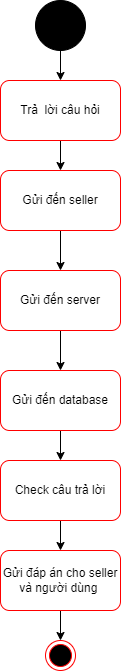 Trả lời câu hỏi
Gửi đến seller
Gửi đến server
Gửi đến database
Check câu trả lời
Gửi đáp án cho seller
và người dùng